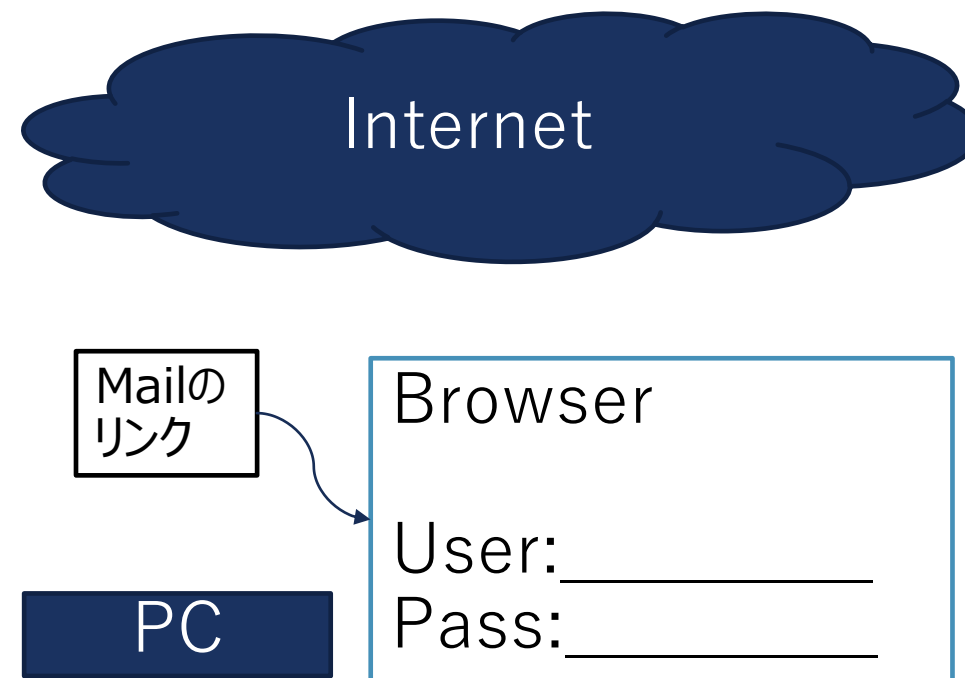 Internet
Mailの
リンク
Browser
User:
Pass:
PC